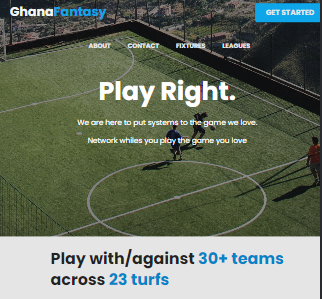 GhanaFantasy
GET STARTED
ABOUT CONTACT FIXTURES LEAGUES
Play Right.
We are here to put systems to the game we love.
Network whiles you play the game you love
Play with/against 30+ teams
across 23 turfs